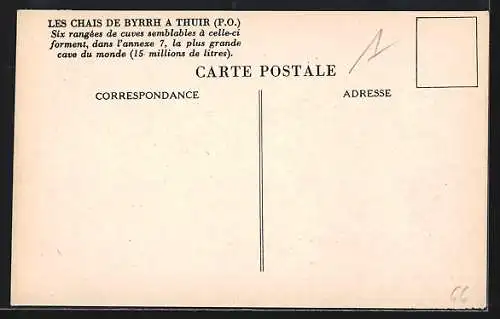 LES CHAIS DE BYRRH A THUIR (P.O.)
Six rangées de cuves semblables à celle-ci
forment, dans l'annexe 7, la plus grande
cave du monde (15 millions de litres).
CARTE POSTALE
CORRESPONDANCE
ADRESSE
1
66